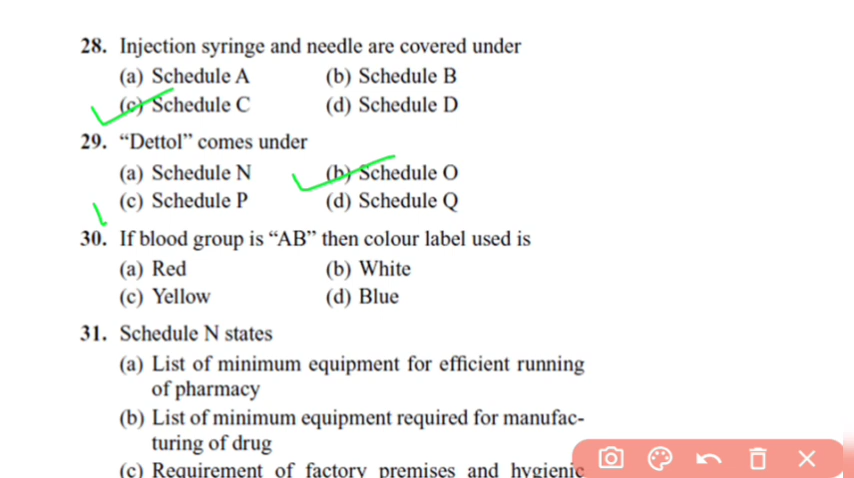 28. Injection syringe and needle are covered under
(a) Schedule A (b) Schedule B
(c) Schedule C (d) Schedule D
29. “Dettol” comes under
(a) Schedule N (b) Schedule O
(c) Schedule P (d) Schedule Q
30. If blood group is “AB” then colour label used is
(a) Red (b) White
(c) Yellow (d) Blue
31. Schedule N states
(a) List of minimum equipment for efficient running
of pharmacy
(b) List of minimum equipment required for manufac-
turing of drug
(c) Requirement of factory premises and hygienic